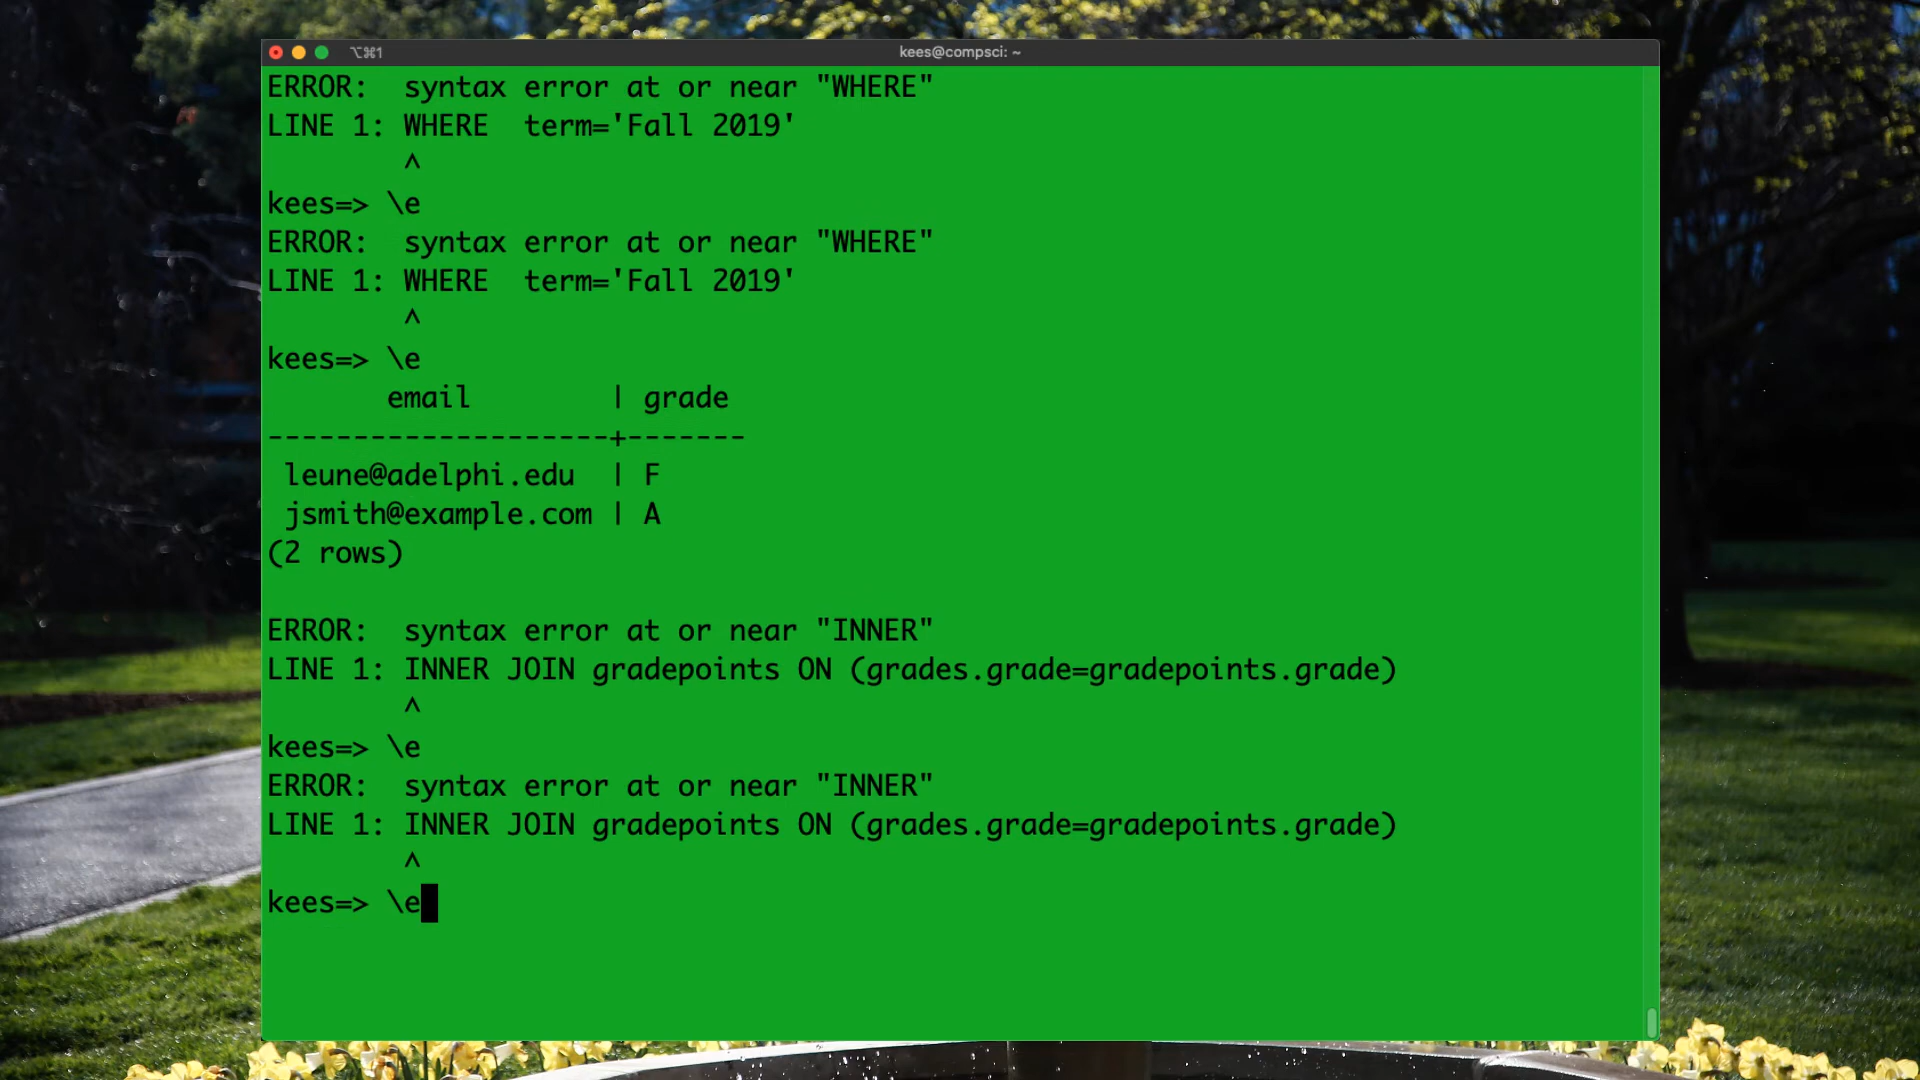 ⌥⌘1 kees@compsci: ~
ERROR:  syntax error at or near "WHERE"
LINE 1: WHERE  term='Fall 2019'
        ^
kees=> \e
ERROR:  syntax error at or near "WHERE"
LINE 1: WHERE  term='Fall 2019'
        ^
kees=> \e
       email        | grade
--------------------+-------
 leune@adelphi.edu  | F
 jsmith@example.com | A
(2 rows)
ERROR:  syntax error at or near "INNER"
LINE 1: INNER JOIN gradepoints ON (grades.grade=gradepoints.grade)
        ^
kees=> \e
ERROR:  syntax error at or near "INNER"
LINE 1: INNER JOIN gradepoints ON (grades.grade=gradepoints.grade)
        ^
kees=> \e